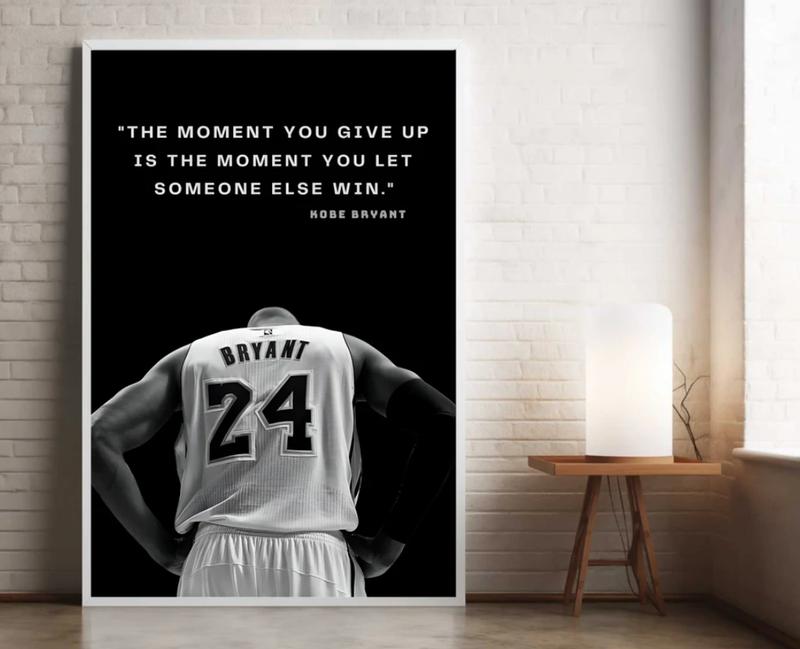 "THE MOMENT YOU GIVE UP
IS THE MOMENT YOU LET
SOMEONE ELSE WIN."
KOBE BRYANT
BRYANT
24